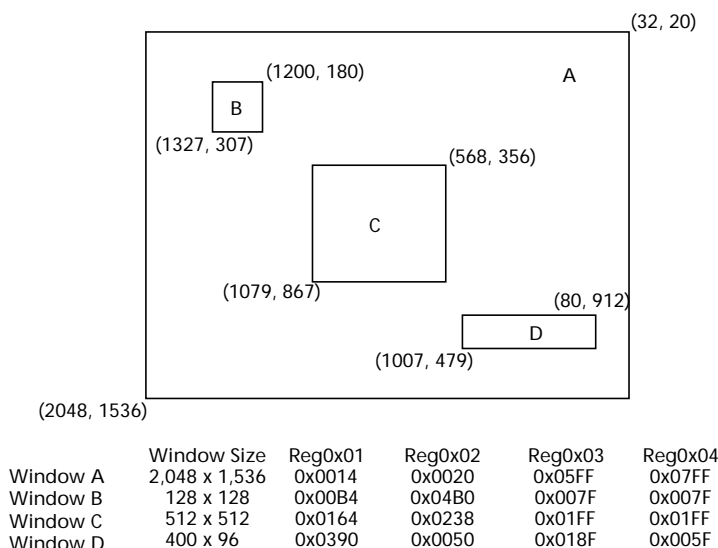 (32, 20)
(1200, 180)
A
B
(1327, 307)
(568, 356)
C
(1079, 867)
(80, 912)
D
(1007, 479)
(2048, 1536)
Window Size Reg0x01 Reg0x02 Reg0x03 Reg0x04
Window A 2,048 x 1,536 0x0014 0x0020 0x05FF 0x07FF
Window B 128 x 128 0x00B4 0x04B0 0x007F 0x007F
Window C 512 x 512 0x0164 0x0238 0x01FF 0x01FF
Window D 400 x 96 0x0390 0x0050 0x018F 0x005F